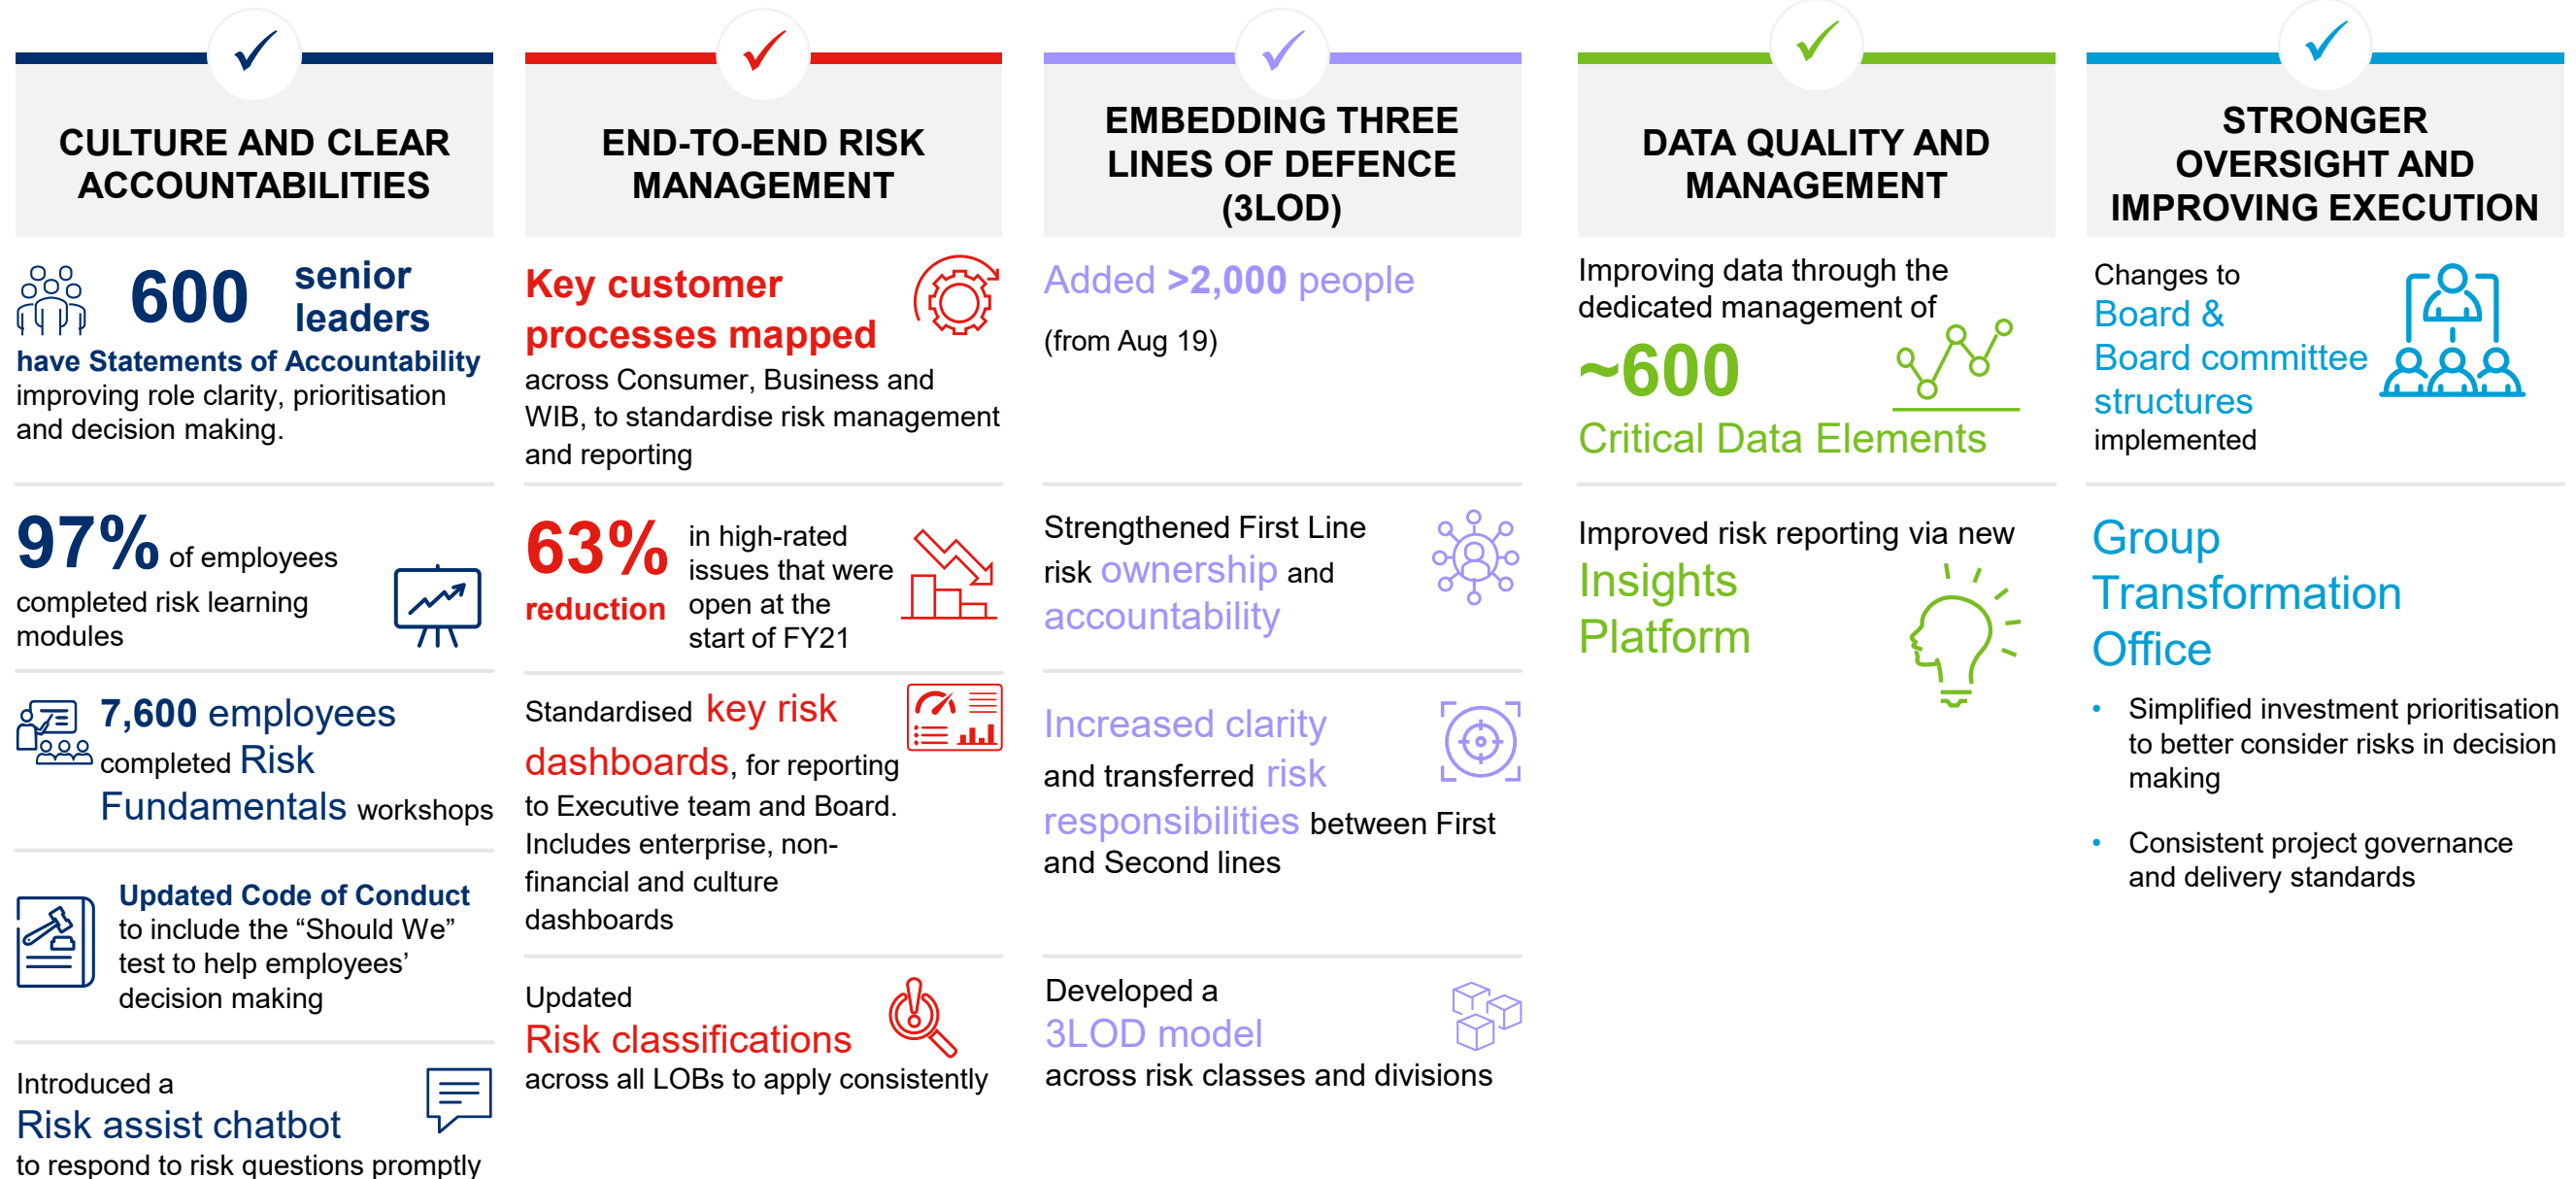 CULTURE AND CLEAR
ACCOUNTABILITIES
600 senior
leaders
have Statements of Accountability
improving role clarity, prioritisation
and decision making.
97% of employees
completed risk learning
modules
7,600 employees
completed Risk
Fundamentals workshops
Updated Code of Conduct
to include the “Should We”
test to help employees’
decision making
Introduced a
Risk assist chatbot
to respond to risk questions promptly
END-TO-END RISK
MANAGEMENT
Key customer
processes mapped
across Consumer, Business and
WIB, to standardise risk management
and reporting
63%
reduction
in high-rated
issues that were
open at the
start of FY21
Standardised key risk
dashboards, for reporting
to Executive team and Board.
Includes enterprise, non-
financial and culture
dashboards
Updated
Risk classifications
across all LOBs to apply consistently
EMBEDDING THREE
LINES OF DEFENCE
(3LOD)
Added >2,000 people
(from Aug 19)
Strengthened First Line
risk ownership and
accountability
Increased clarity
and transferred risk
responsibilities between First
and Second lines
Developed a
3LOD model
across risk classes and divisions
DATA QUALITY AND
MANAGEMENT
Improving data through the
dedicated management of
~600
Critical Data Elements
Improved risk reporting via new
Insights
Platform
STRONGER
OVERSIGHT AND
IMPROVING EXECUTION
Changes to
Board &
Board committee
structures
implemented
Group
Transformation
Office
• Simplified investment prioritisation
to better consider risks in decision
making
• Consistent project governance
and delivery standards